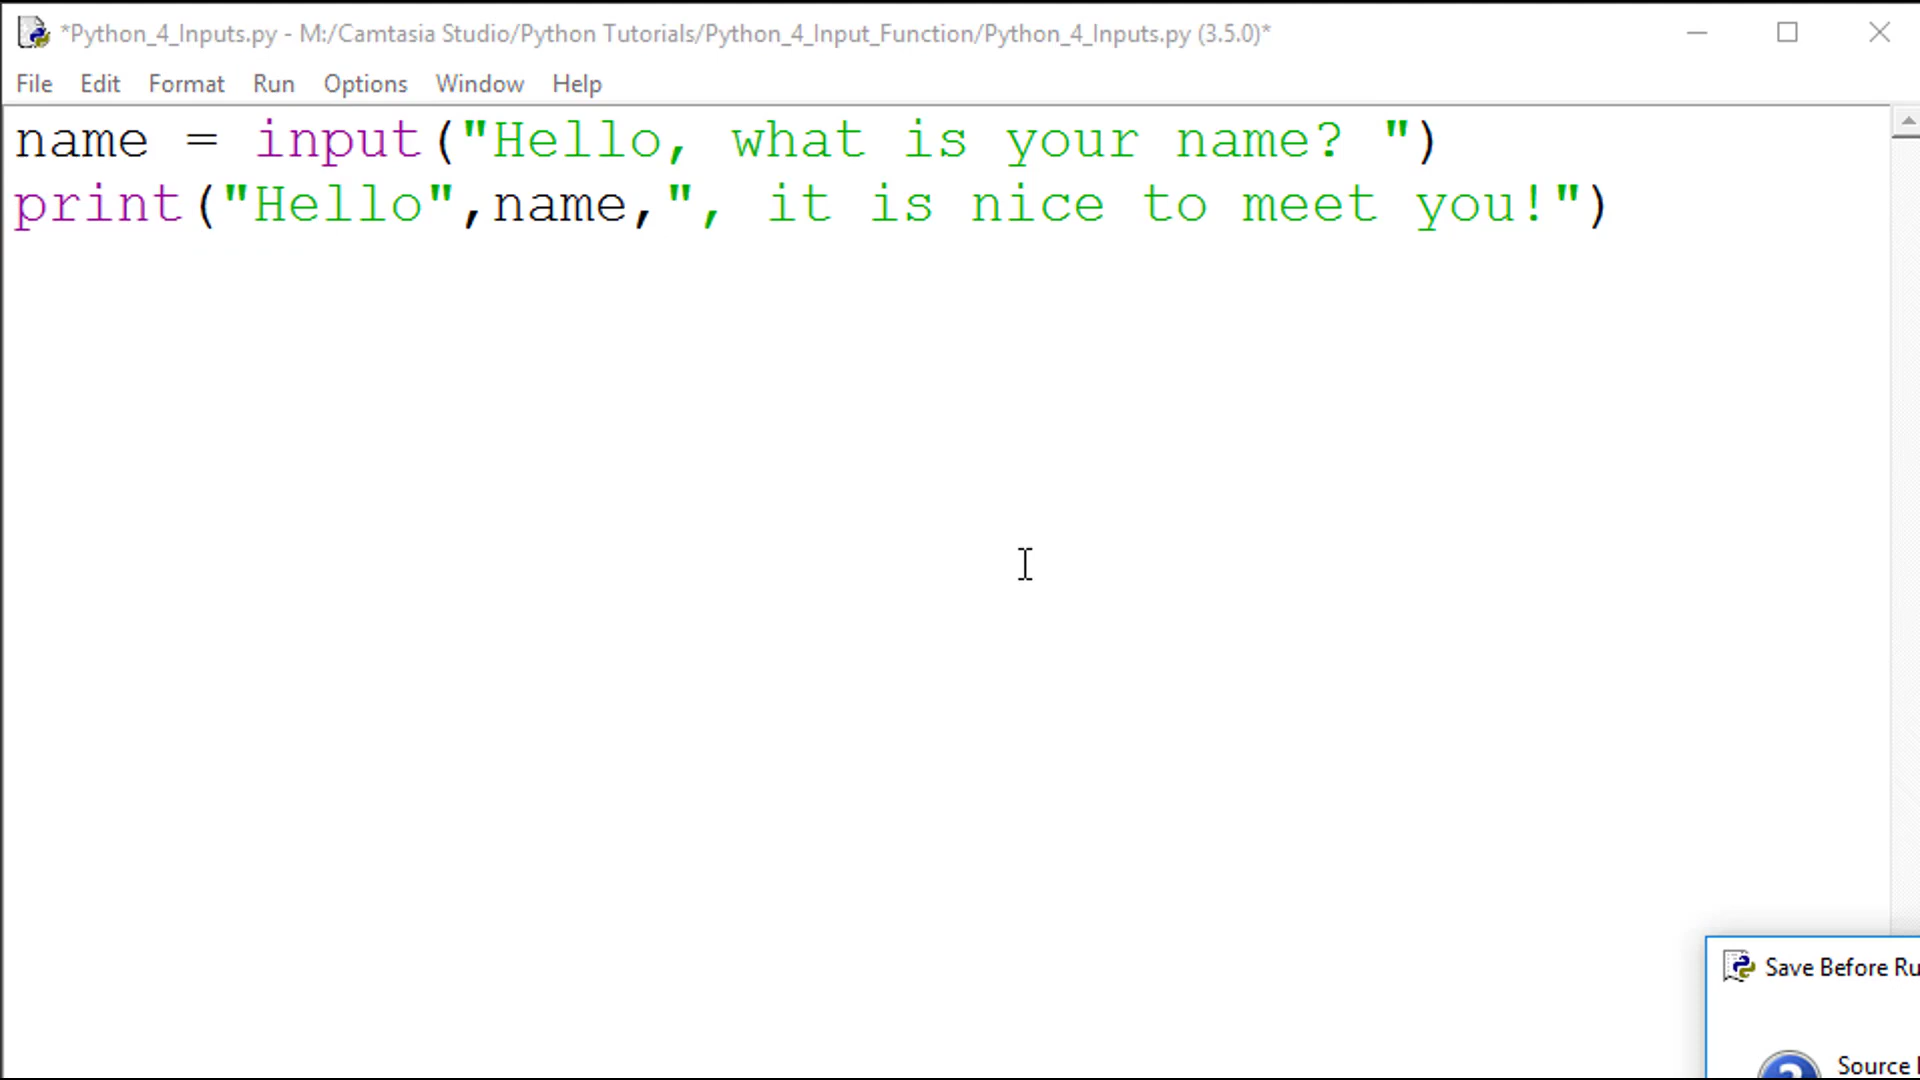 *Python_4_Inputs.py - M:/Camtasia Studio/Python Tutorials/Python_4_Input_Function/Python_4_Inputs.py (3.5.0)*
File Edit Format Run Options Window Help
name = input("Hello, what is your name? ")
print("Hello",name,", it is nice to meet you!")
Save Before Ru
Source